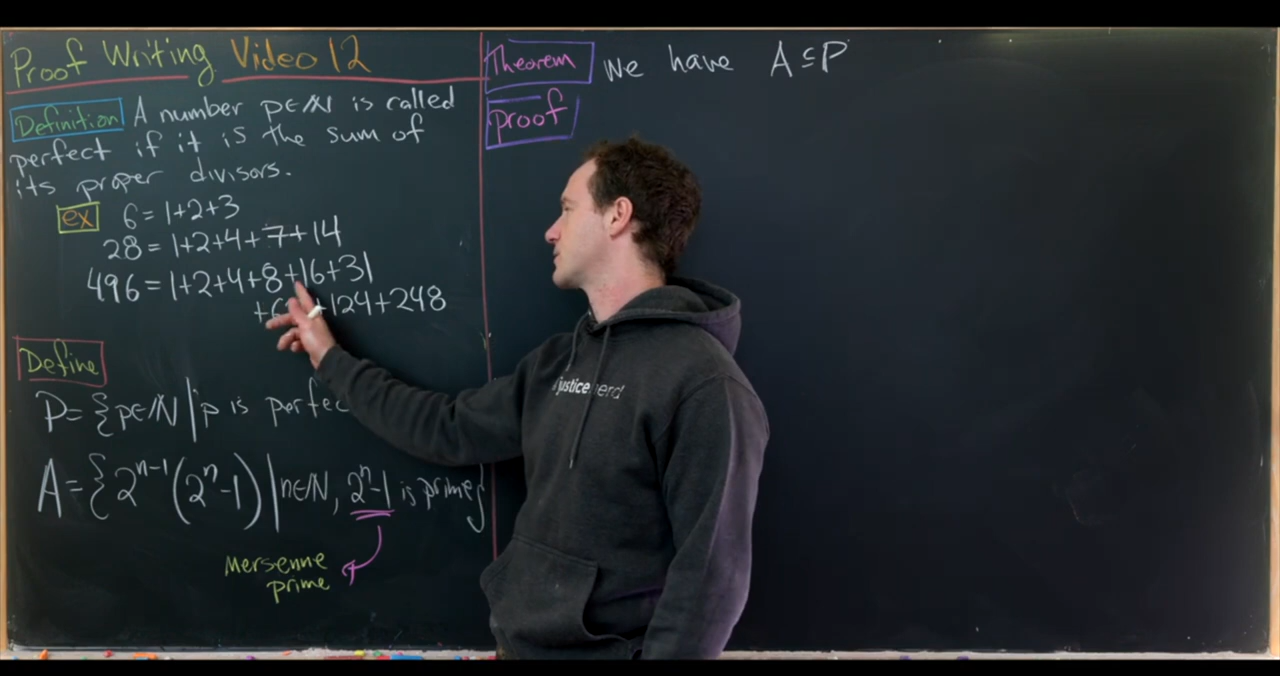 Proof Writing Video 12
Definition A number p∈ℕ is called
perfect if it is the sum of
its proper divisors.
ex 6 = 1+2+3
28 = 1+2+4+7+14
496 = 1+2+4+8+16+31
+124+248
Define
P = {p∈ℕ | p is
A = {2^{n-1}(2^n-1) | n∈ℕ, 2^n-1 is prime}
Mersenne
prime
Theorem We have A⊆P
Proof
justice